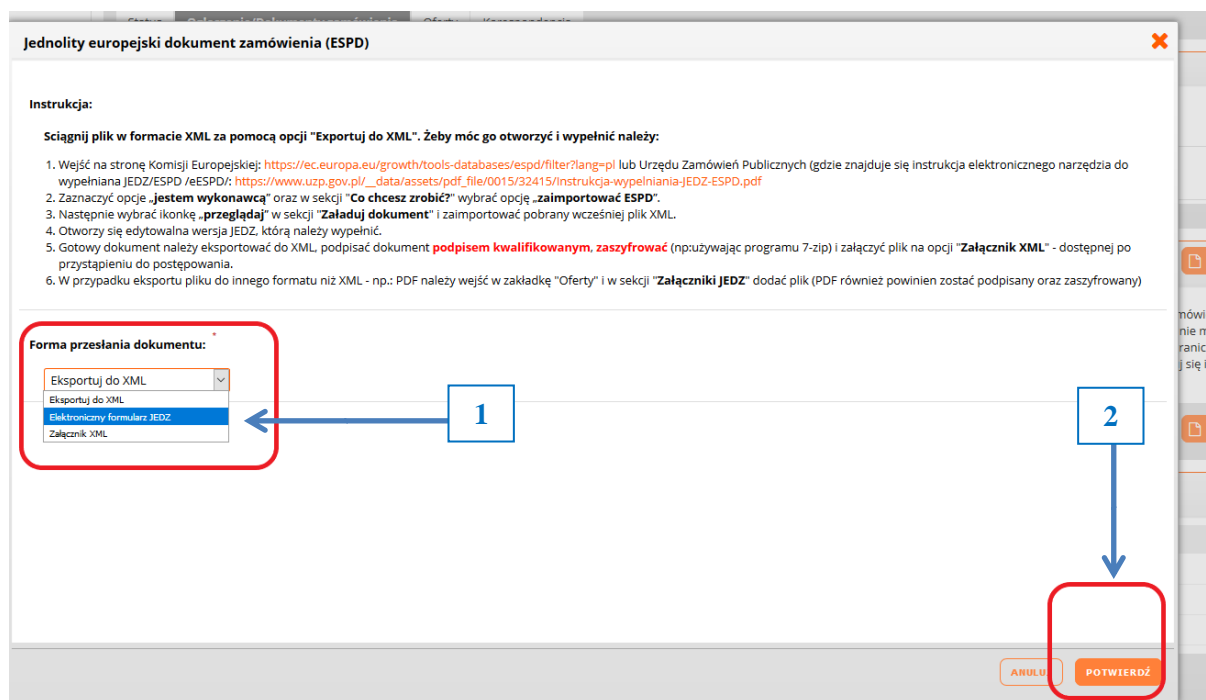 Status Ogłoszenie/Dokumenty zamówienia Oferty Korespondencja
Jednolity europejski dokument zamówienia (ESPD)
Instrukcja:
Sciągnij plik w formacie XML za pomocą opcji "Exportuj do XML". Żeby móc go otworzyć i wypełnić należy:
1. Wejść na stronę Komisji Europejskiej: https://ec.europa.eu/growth/tools-databases/espd/filter?lang=pl lub Urzędu Zamówień Publicznych (gdzie znajduje się instrukcja elektronicznego narzędzia do
wypełniana JEDZ/ESPD /eESPD/: https://www.uzp.gov.pl/__data/assets/pdf_file/0015/32415/Instrukcja-wypelniania-JEDZ-ESPD.pdf
2. Zaznaczyć opcje „jestem wykonawcą" oraz w sekcji "Co chcesz zrobić?" wybrać opcję „zaimportować ESPD".
3. Następnie wybrać ikonkę „przeglądaj" w sekcji "Załaduj dokument" i zaimportować pobrany wcześniej plik XML.
4. Otworzy się edytowalna wersja JEDZ, którą należy wypełnić.
5. Gotowy dokument należy eksportować do XML, podpisać dokument podpisem kwalifikowanym, zaszyfrować (np:używając programu 7-zip) i załączyć plik na opcji "Załącznik XML" - dostępnej po
przystąpieniu do postępowania.
6. W przypadku eksportu pliku do innego formatu niż XML - np.: PDF należy wejść w zakładkę "Oferty" i w sekcji "Załączniki JEDZ" dodać plik (PDF również powinien zostać podpisany oraz zaszyfrowany)
Forma przesłania dokumentu: *
Eksportuj do XML
Eksportuj do XML
Elektroniczny formularz JEDZ
Załącznik XML
1
2
nie
się
POTWIERDŹ